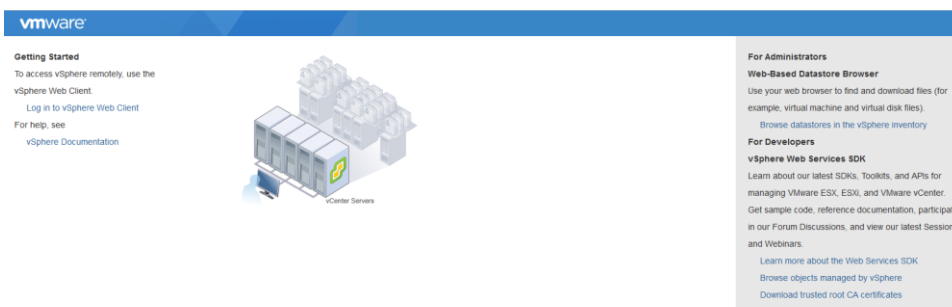 vmware
Getting Started
To access vSphere remotely, use the
vSphere Web Client.
Log in to vSphere Web Client
For help, see
vSphere Documentation
vCenter Servers
For Administrators
Web-Based Datastore Browser
Use your web browser to find and download files (for
example, virtual machine and virtual disk files).
Browse datastores in the vSphere inventory
For Developers
vSphere Web Services SDK
Learn about our latest SDKs, Toolkits, and APIs for
managing VMware ESX, ESXi, and VMware vCenter.
Get sample code, reference documentation, participat
in our Forum Discussions, and view our latest Session
and Webinars.
Learn more about the Web Services SDK
Browse objects managed by vSphere
Download trusted root CA certificates